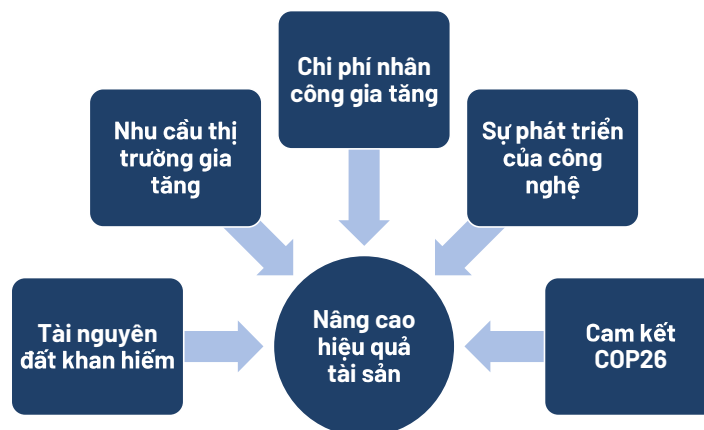 Chi phí nhân
công gia tăng
Nhu cầu thị
trường gia
tăng
Sự phát triển
của công
nghệ
Tài nguyên
đất khan hiếm
Nâng cao
hiệu quả
tài sản
Cam kết
COP26